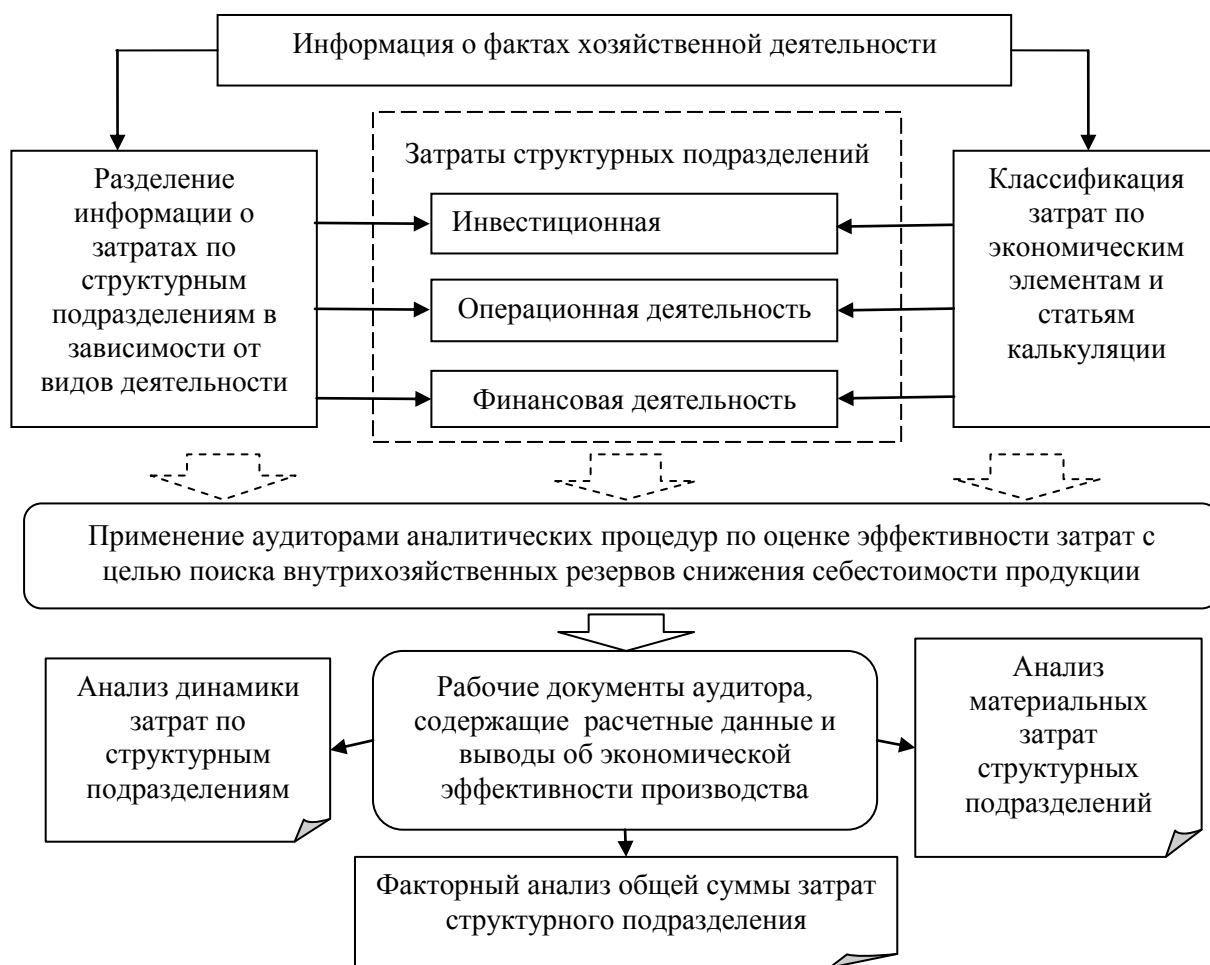 Информация о фактах хозяйственной деятельности
Затраты структурных подразделений
Разделение
информации о
затратах по
структурным
подразделениям в
зависимости от
видов деятельности
Инвестиционная
Операционная деятельность
Финансовая деятельность
Классификация
затрат по
экономическим
элементам и
статьям
калькуляции
Применение аудиторами аналитических процедур по оценке эффективности затрат с
целью поиска внутрихозяйственных резервов снижения себестоимости продукции
Анализ динамики
затрат по
структурным
подразделениям
Рабочие документы аудитора,
содержащие расчетные данные и
выводы об экономической
эффективности производства
Анализ
материальных
затрат
структурных
подразделений
Факторный анализ общей суммы затрат
структурного подразделения